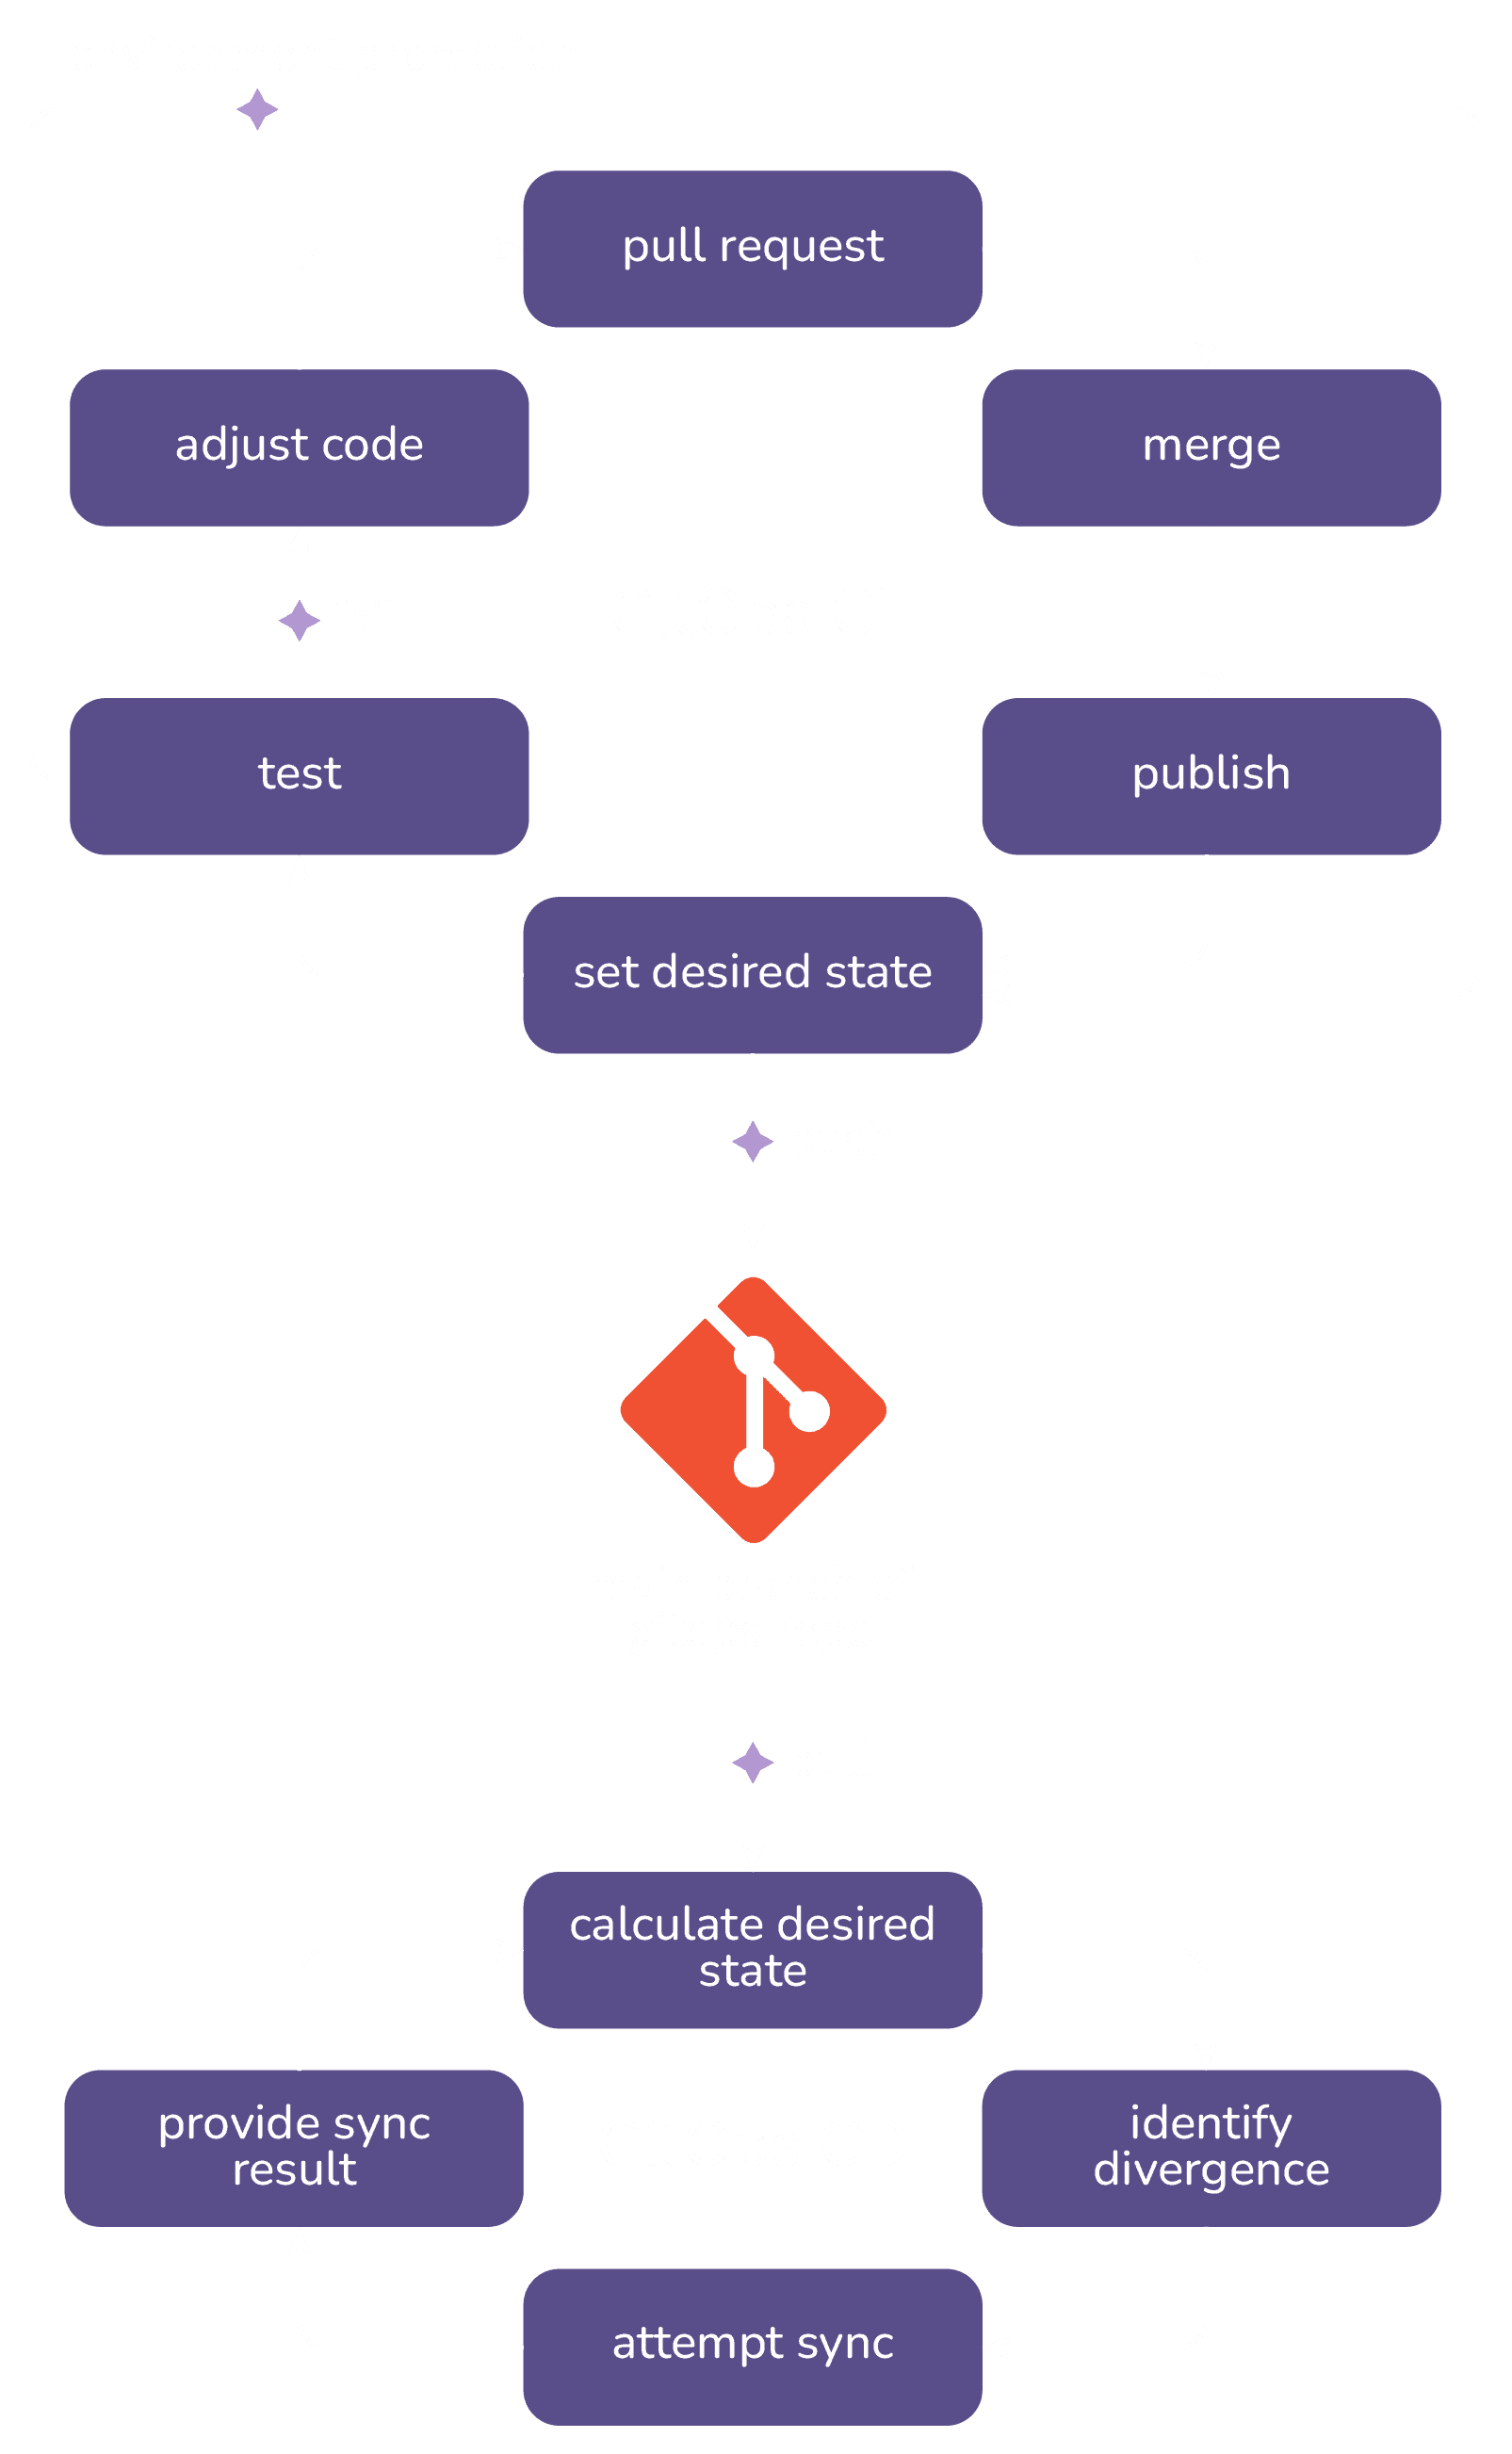 pull request
adjust code
merge
test
publish
set desired state
calculate desired
state
provide sync
result
identify
divergence
attempt sync